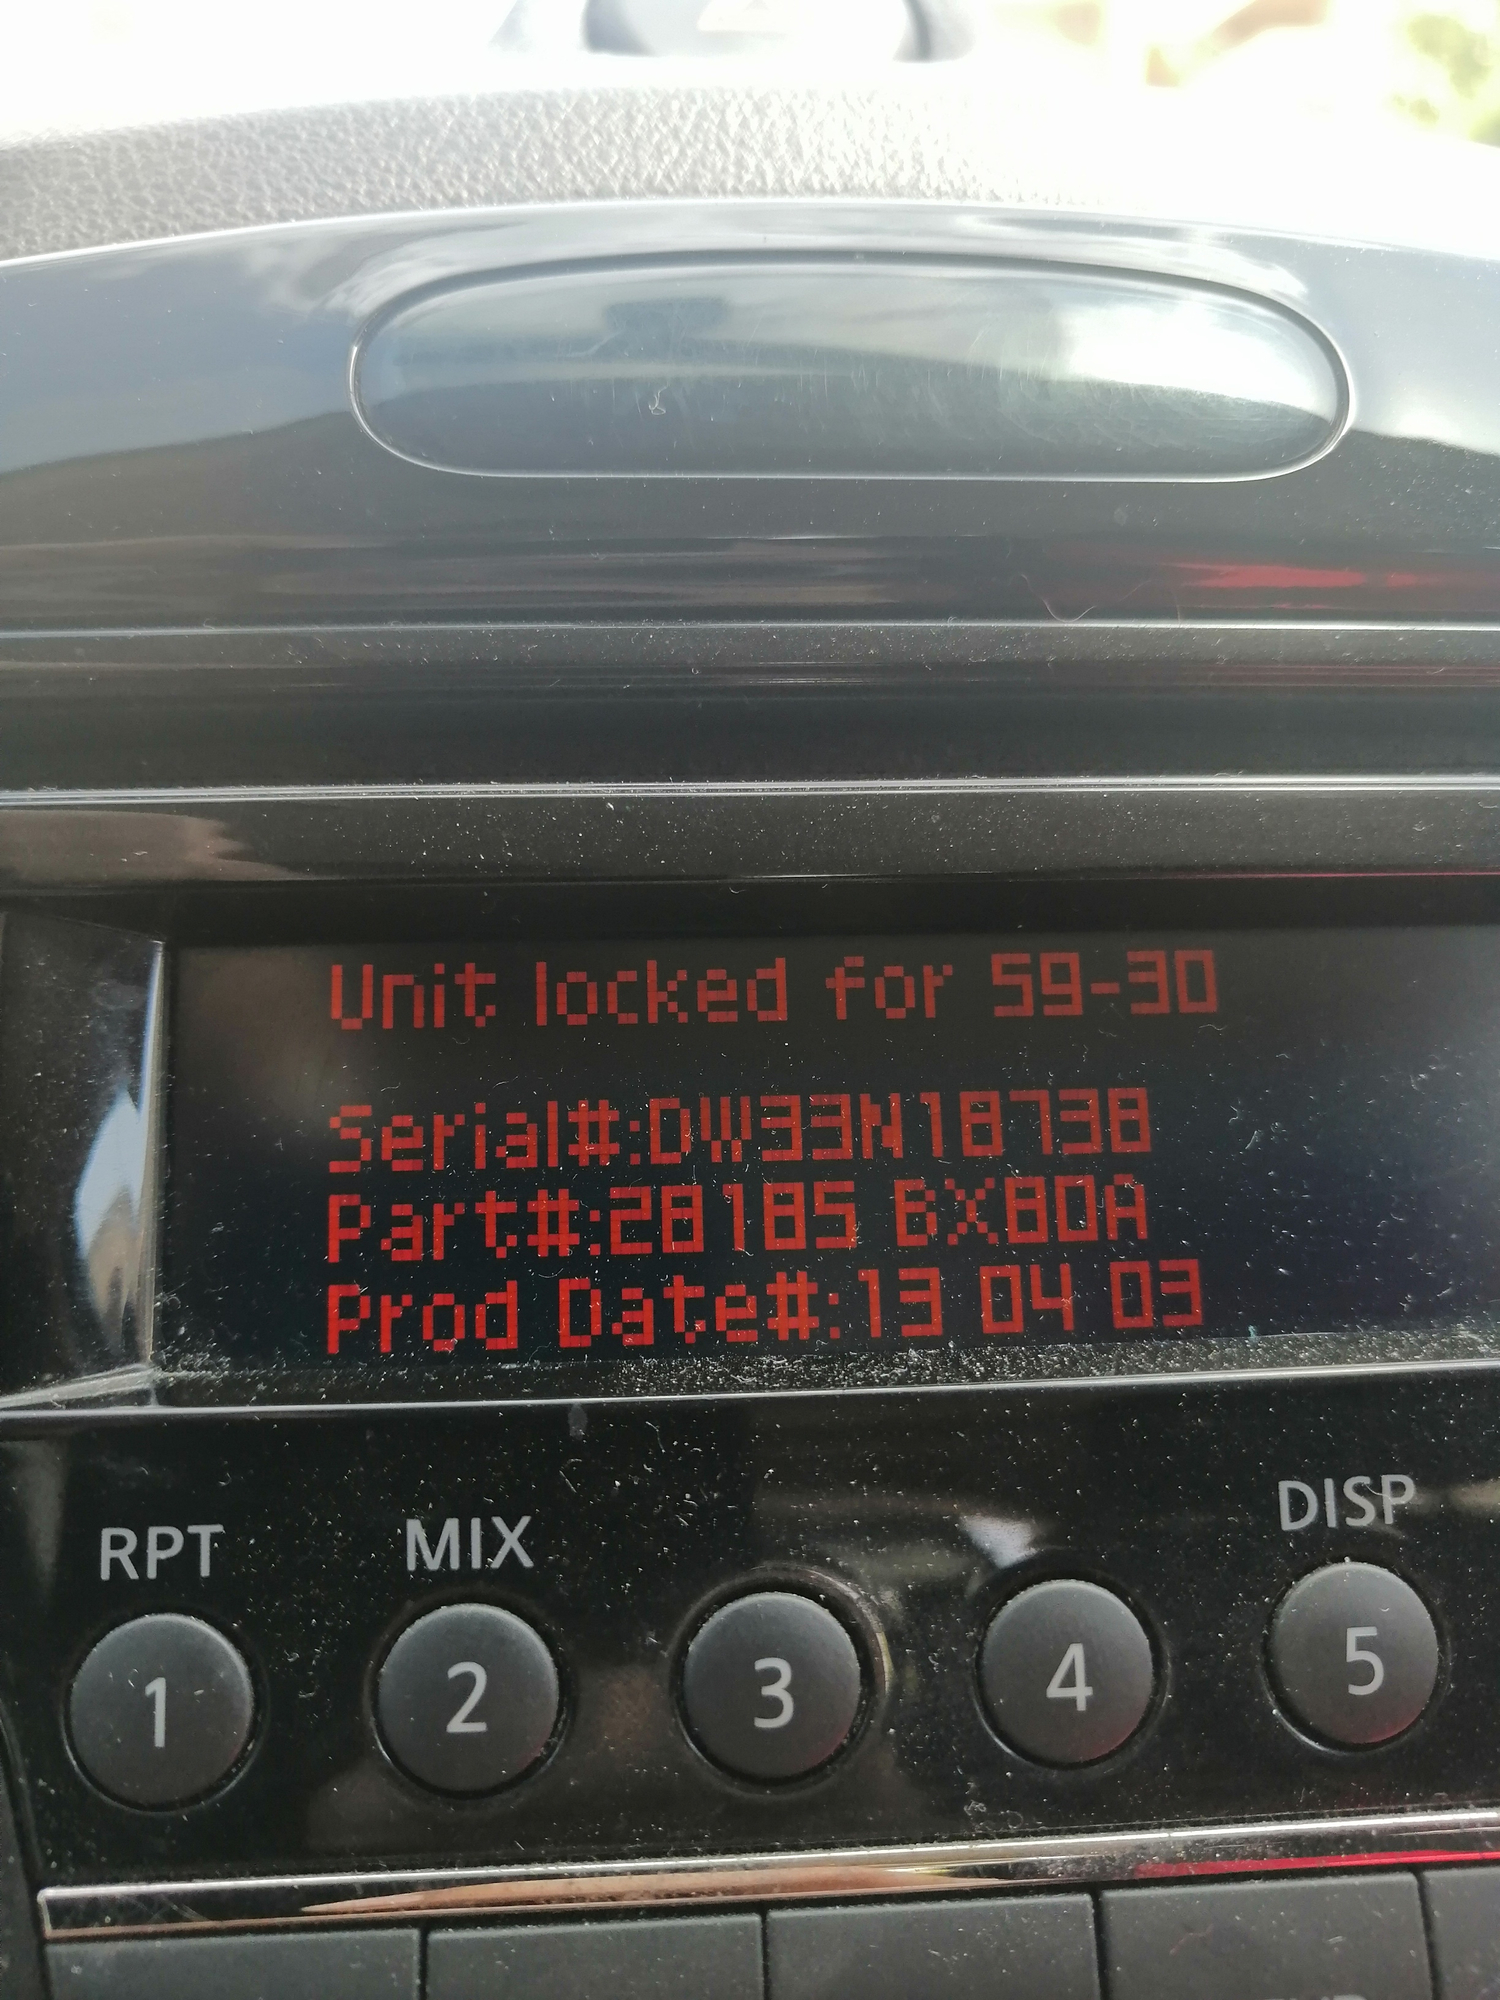 Unit locked for 59-30
Serial#:DW33N18738
Part#:28185 BX80A
Prod Date#:13 04 03
RPT MIX DISP
1 2 3 4 5